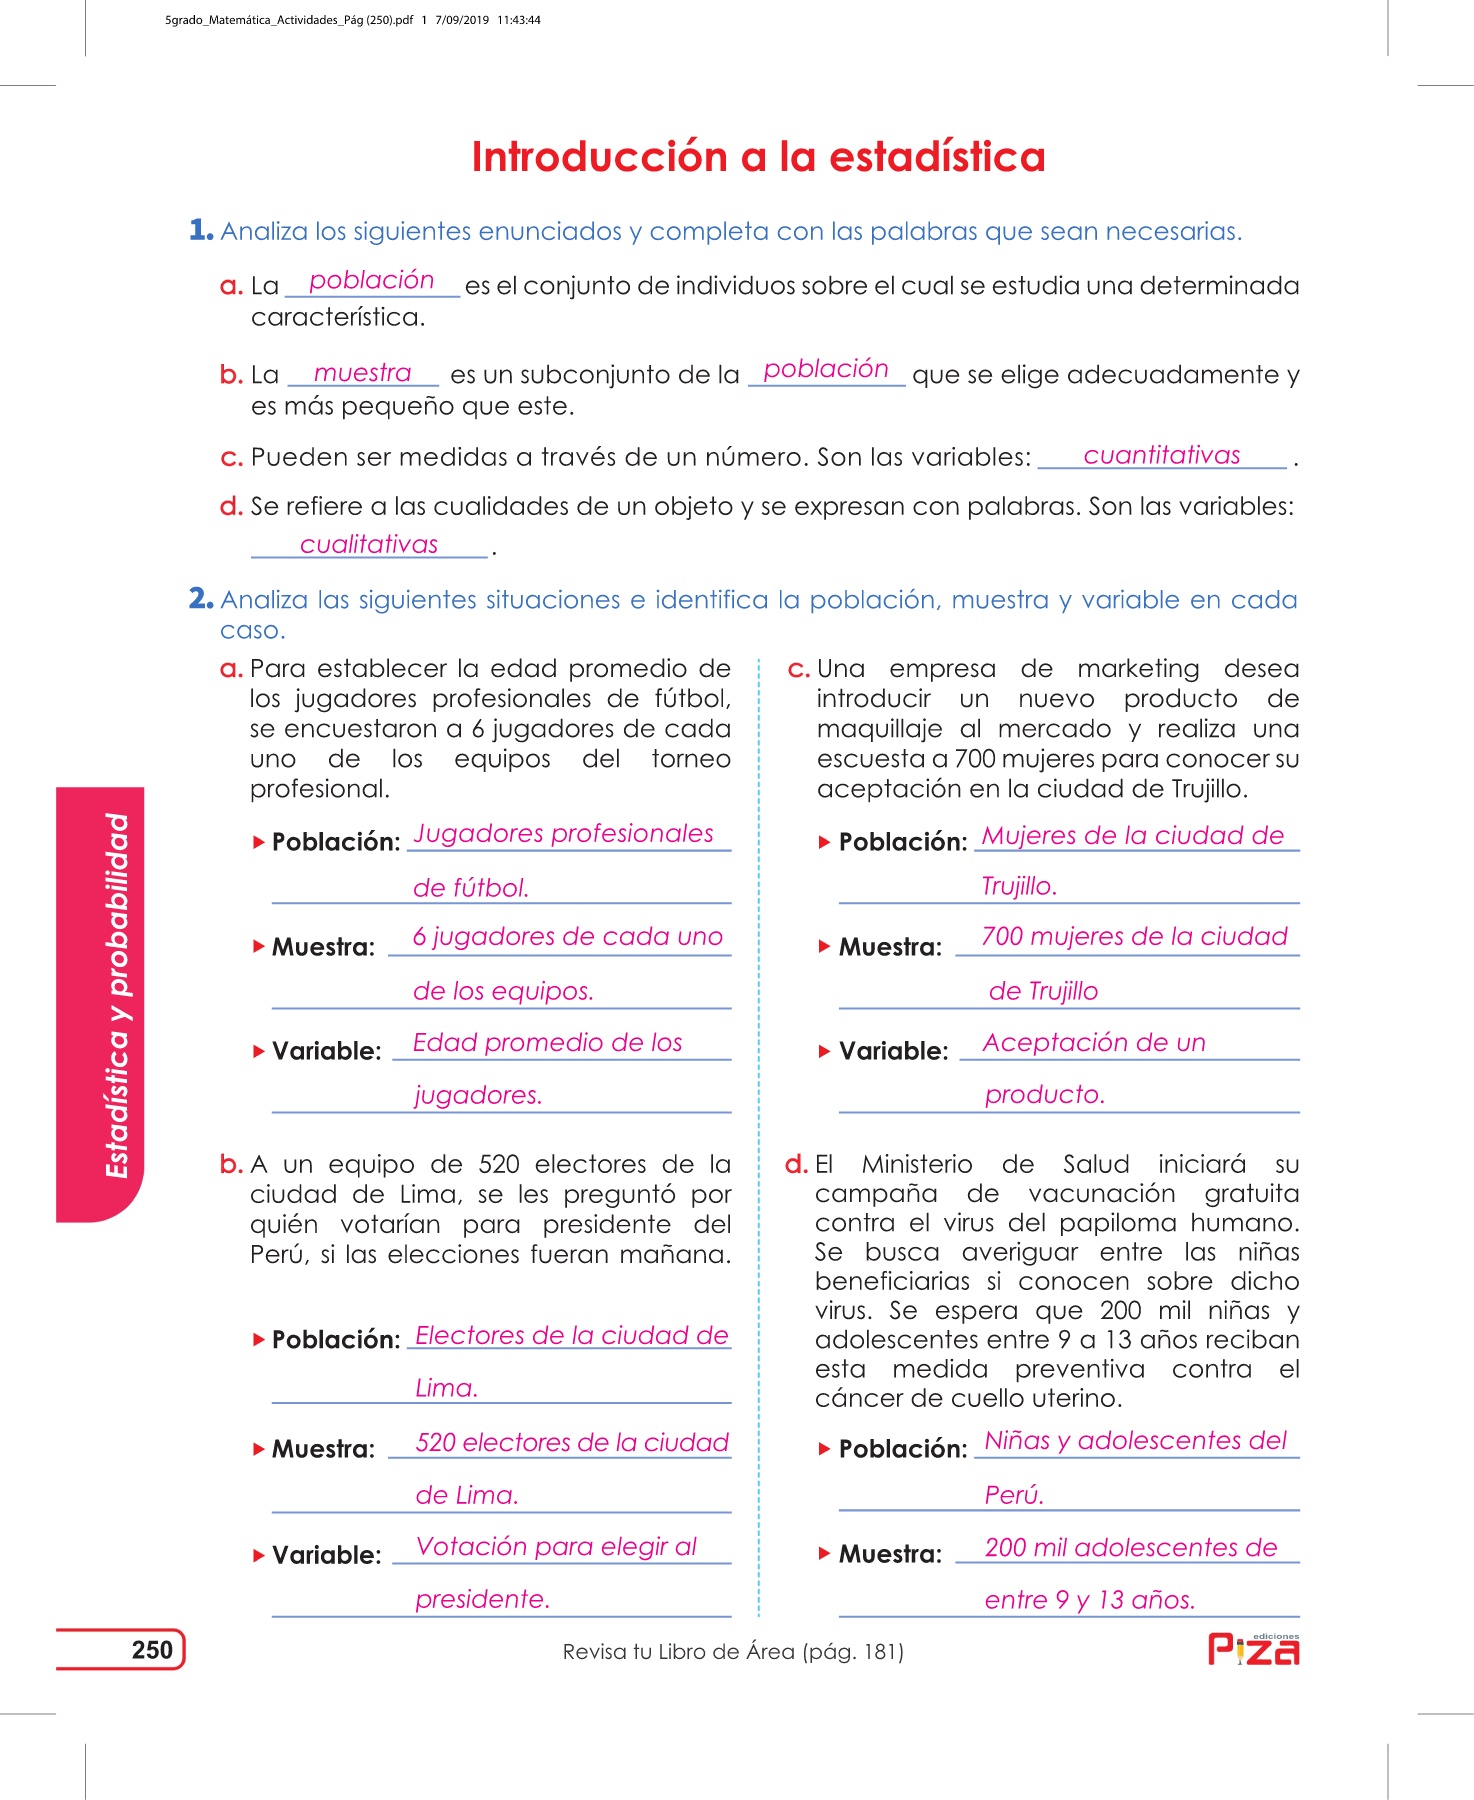 5grado_Matemática_Actividades_Pág (250).pdf 1 7/09/2019 11:43:44
Introducción a la estadística
1. Analiza los siguientes enunciados y completa con las palabras que sean necesarias.
a. La población es el conjunto de individuos sobre el cual se estudia una determinada
característica.
b. La muestra es un subconjunto de la población que se elige adecuadamente y
es más pequeño que este.
c. Pueden ser medidas a través de un número. Son las variables: cuantitativas .
d. Se refiere a las cualidades de un objeto y se expresan con palabras. Son las variables:
cualitativas .
2. Analiza las siguientes situaciones e identifica la población, muestra y variable en cada
caso.
a. Para establecer la edad promedio de
los jugadores profesionales de fútbol,
se encuestaron a 6 jugadores de cada
uno de los equipos del torneo
profesional.
Población: Jugadores profesionales
de fútbol.
Muestra: 6 jugadores de cada uno
de los equipos.
Variable: Edad promedio de los
jugadores.
b. A un equipo de 520 electores de la
ciudad de Lima, se les preguntó por
quién votarían para presidente del
Perú, si las elecciones fueran mañana.
Población: Electores de la ciudad de
Lima.
Muestra: 520 electores de la ciudad
de Lima.
Variable: Votación para elegir al
presidente.
c. Una empresa de marketing desea
introducir un nuevo producto de
maquillaje al mercado y realiza una
escuesta a 700 mujeres para conocer su
aceptación en la ciudad de Trujillo.
Población: Mujeres de la ciudad de
Trujillo.
Muestra: 700 mujeres de la ciudad
de Trujillo
Variable: Aceptación de un
producto.
d. El Ministerio de Salud iniciará su
campaña de vacunación gratuita
contra el virus del papiloma humano.
Se busca averiguar entre las niñas
beneficiarias si conocen sobre dicho
virus. Se espera que 200 mil niñas y
adolescentes entre 9 a 13 años reciban
esta medida preventiva contra el
cáncer de cuello uterino.
Población: Niñas y adolescentes del
Perú.
Muestra: 200 mil adolescentes de
entre 9 y 13 años.
Estadística y probabilidad
250
Revisa tu Libro de Área (pág. 181)
ediciones
Piza